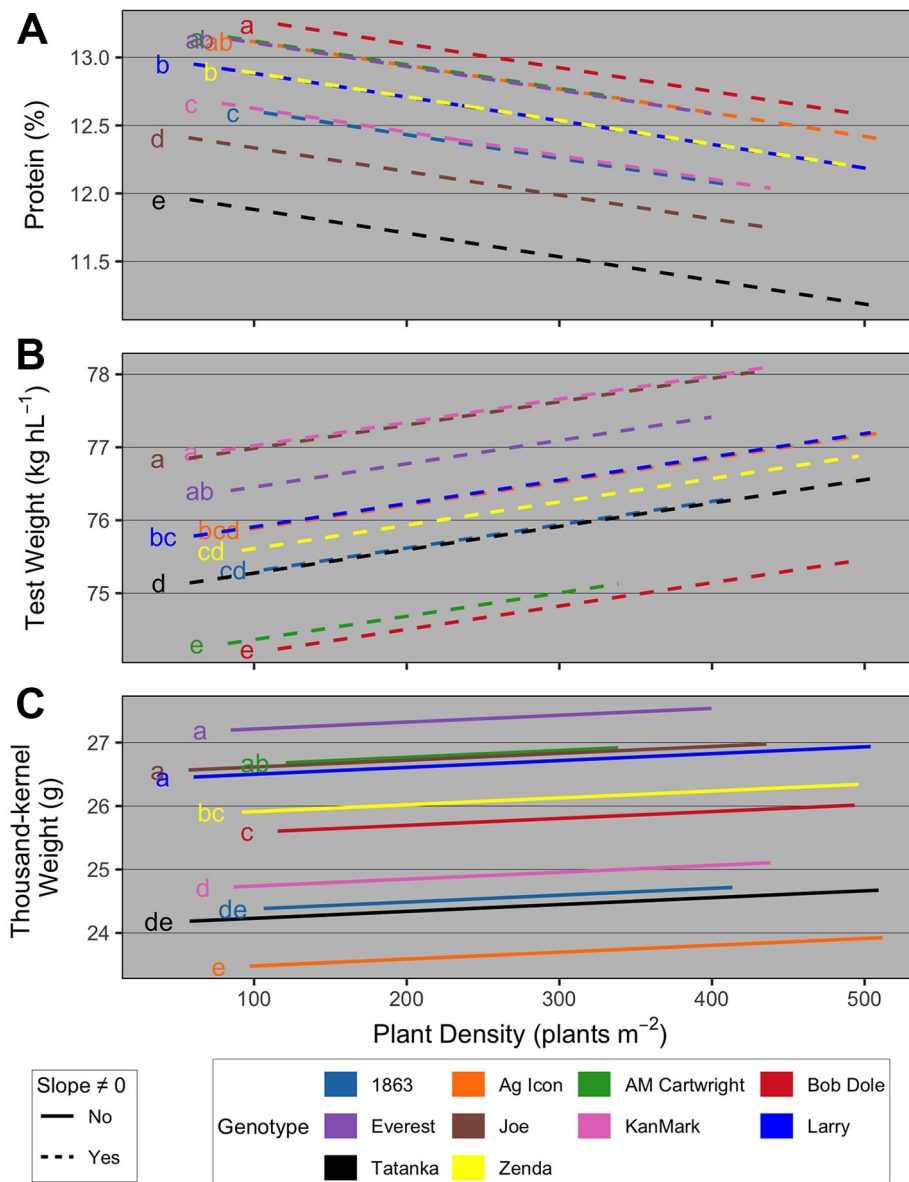 A
Protein (%)
13.0
12.5
12.0
11.5
a
a
ab
ab
b
b
c
c
d
e
B
Test Weight (kg hL⁻¹)
78
77
76
75
a
a
ab
bc
bcd
cd
cd
d
e
e
C
Thousand-kernel
Weight (g)
27
26
25
24
a
ab
a
a
bc
c
d
de
de
e
100 200 300 400 500
Plant Density (plants m⁻²)
Slope ≠ 0
No
Yes
Genotype
1863 Ag Icon AM Cartwright Bob Dole
Everest Joe KanMark Larry
Tatanka Zenda